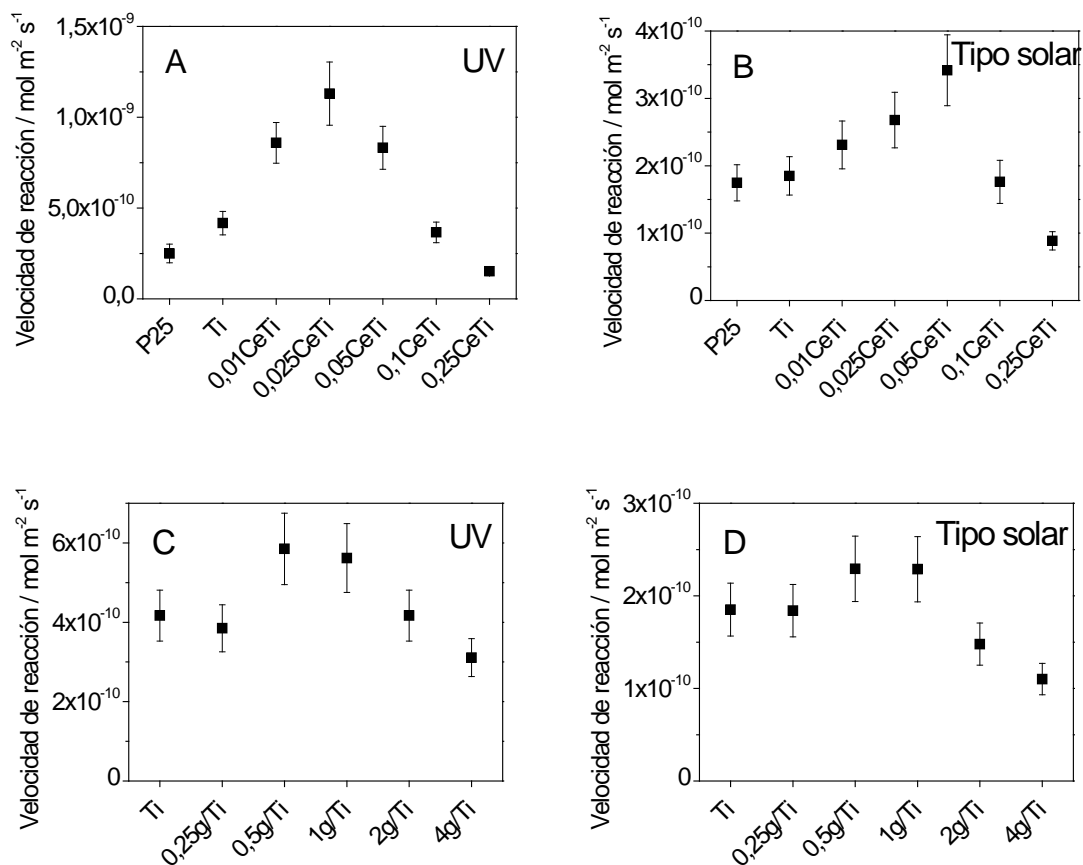 A
UV
Velocidad de reacción / mol m⁻² s⁻¹
1,5x10⁻⁹
1,0x10⁻⁹
5,0x10⁻¹⁰
0,0
P25
Ti
0,01CeTi
0,025CeTi
0,05CeTi
0,1CeTi
0,25CeTi
B
Tipo solar
Velocidad de reacción / mol m⁻² s⁻¹
4x10⁻¹⁰
3x10⁻¹⁰
2x10⁻¹⁰
1x10⁻¹⁰
0
P25
Ti
0,01CeTi
0,025CeTi
0,05CeTi
0,1CeTi
0,25CeTi
C
UV
Velocidad de reacción / mol m⁻² s⁻¹
6x10⁻¹⁰
4x10⁻¹⁰
2x10⁻¹⁰
0
Ti
0,25g/Ti
0,5g/Ti
1g/Ti
2g/Ti
4g/Ti
D
Tipo solar
Velocidad de reacción / mol m⁻² s⁻¹
3x10⁻¹⁰
2x10⁻¹⁰
1x10⁻¹⁰
0
Ti
0,25g/Ti
0,5g/Ti
1g/Ti
2g/Ti
4g/Ti